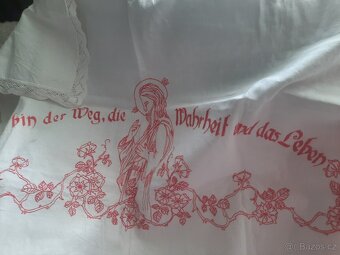 bin der Weg, die Wahrheit und das Leben
Bazos.cz